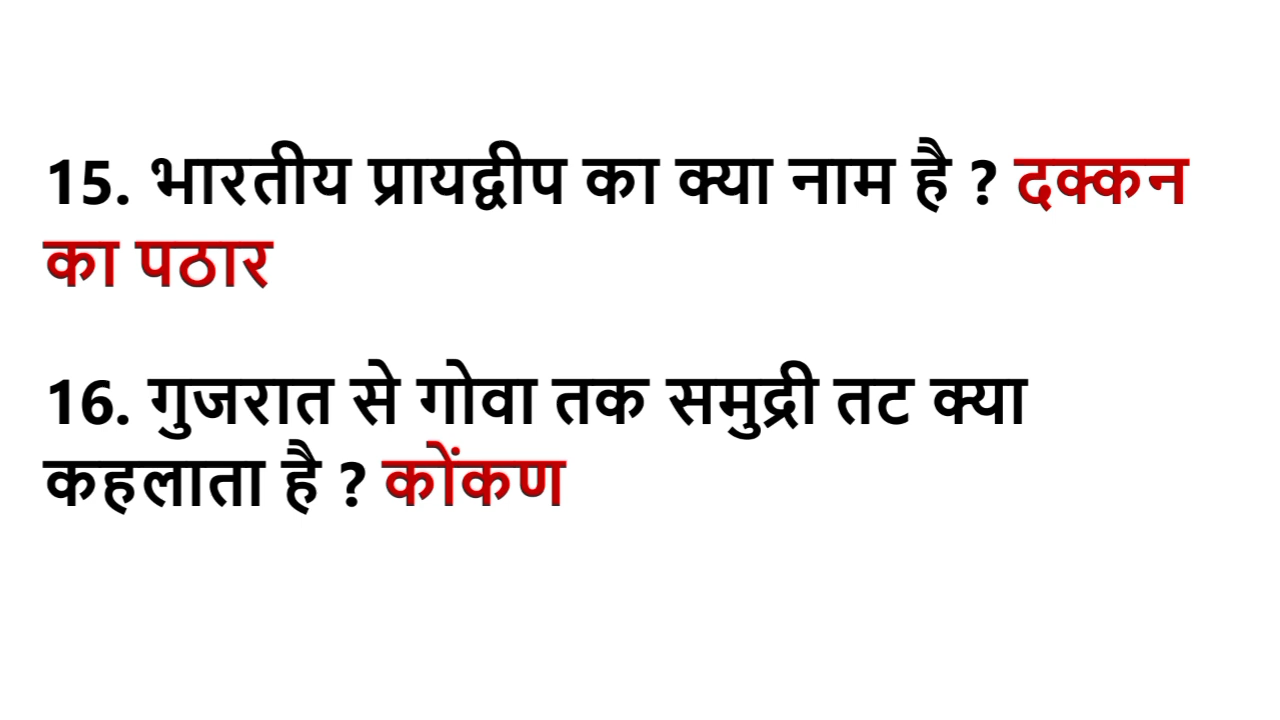 15. भारतीय प्रायद्वीप का क्या नाम है ? दक्कन
का पठार
16. गुजरात से गोवा तक समुद्री तट क्या
कहलाता है ? कोंकण